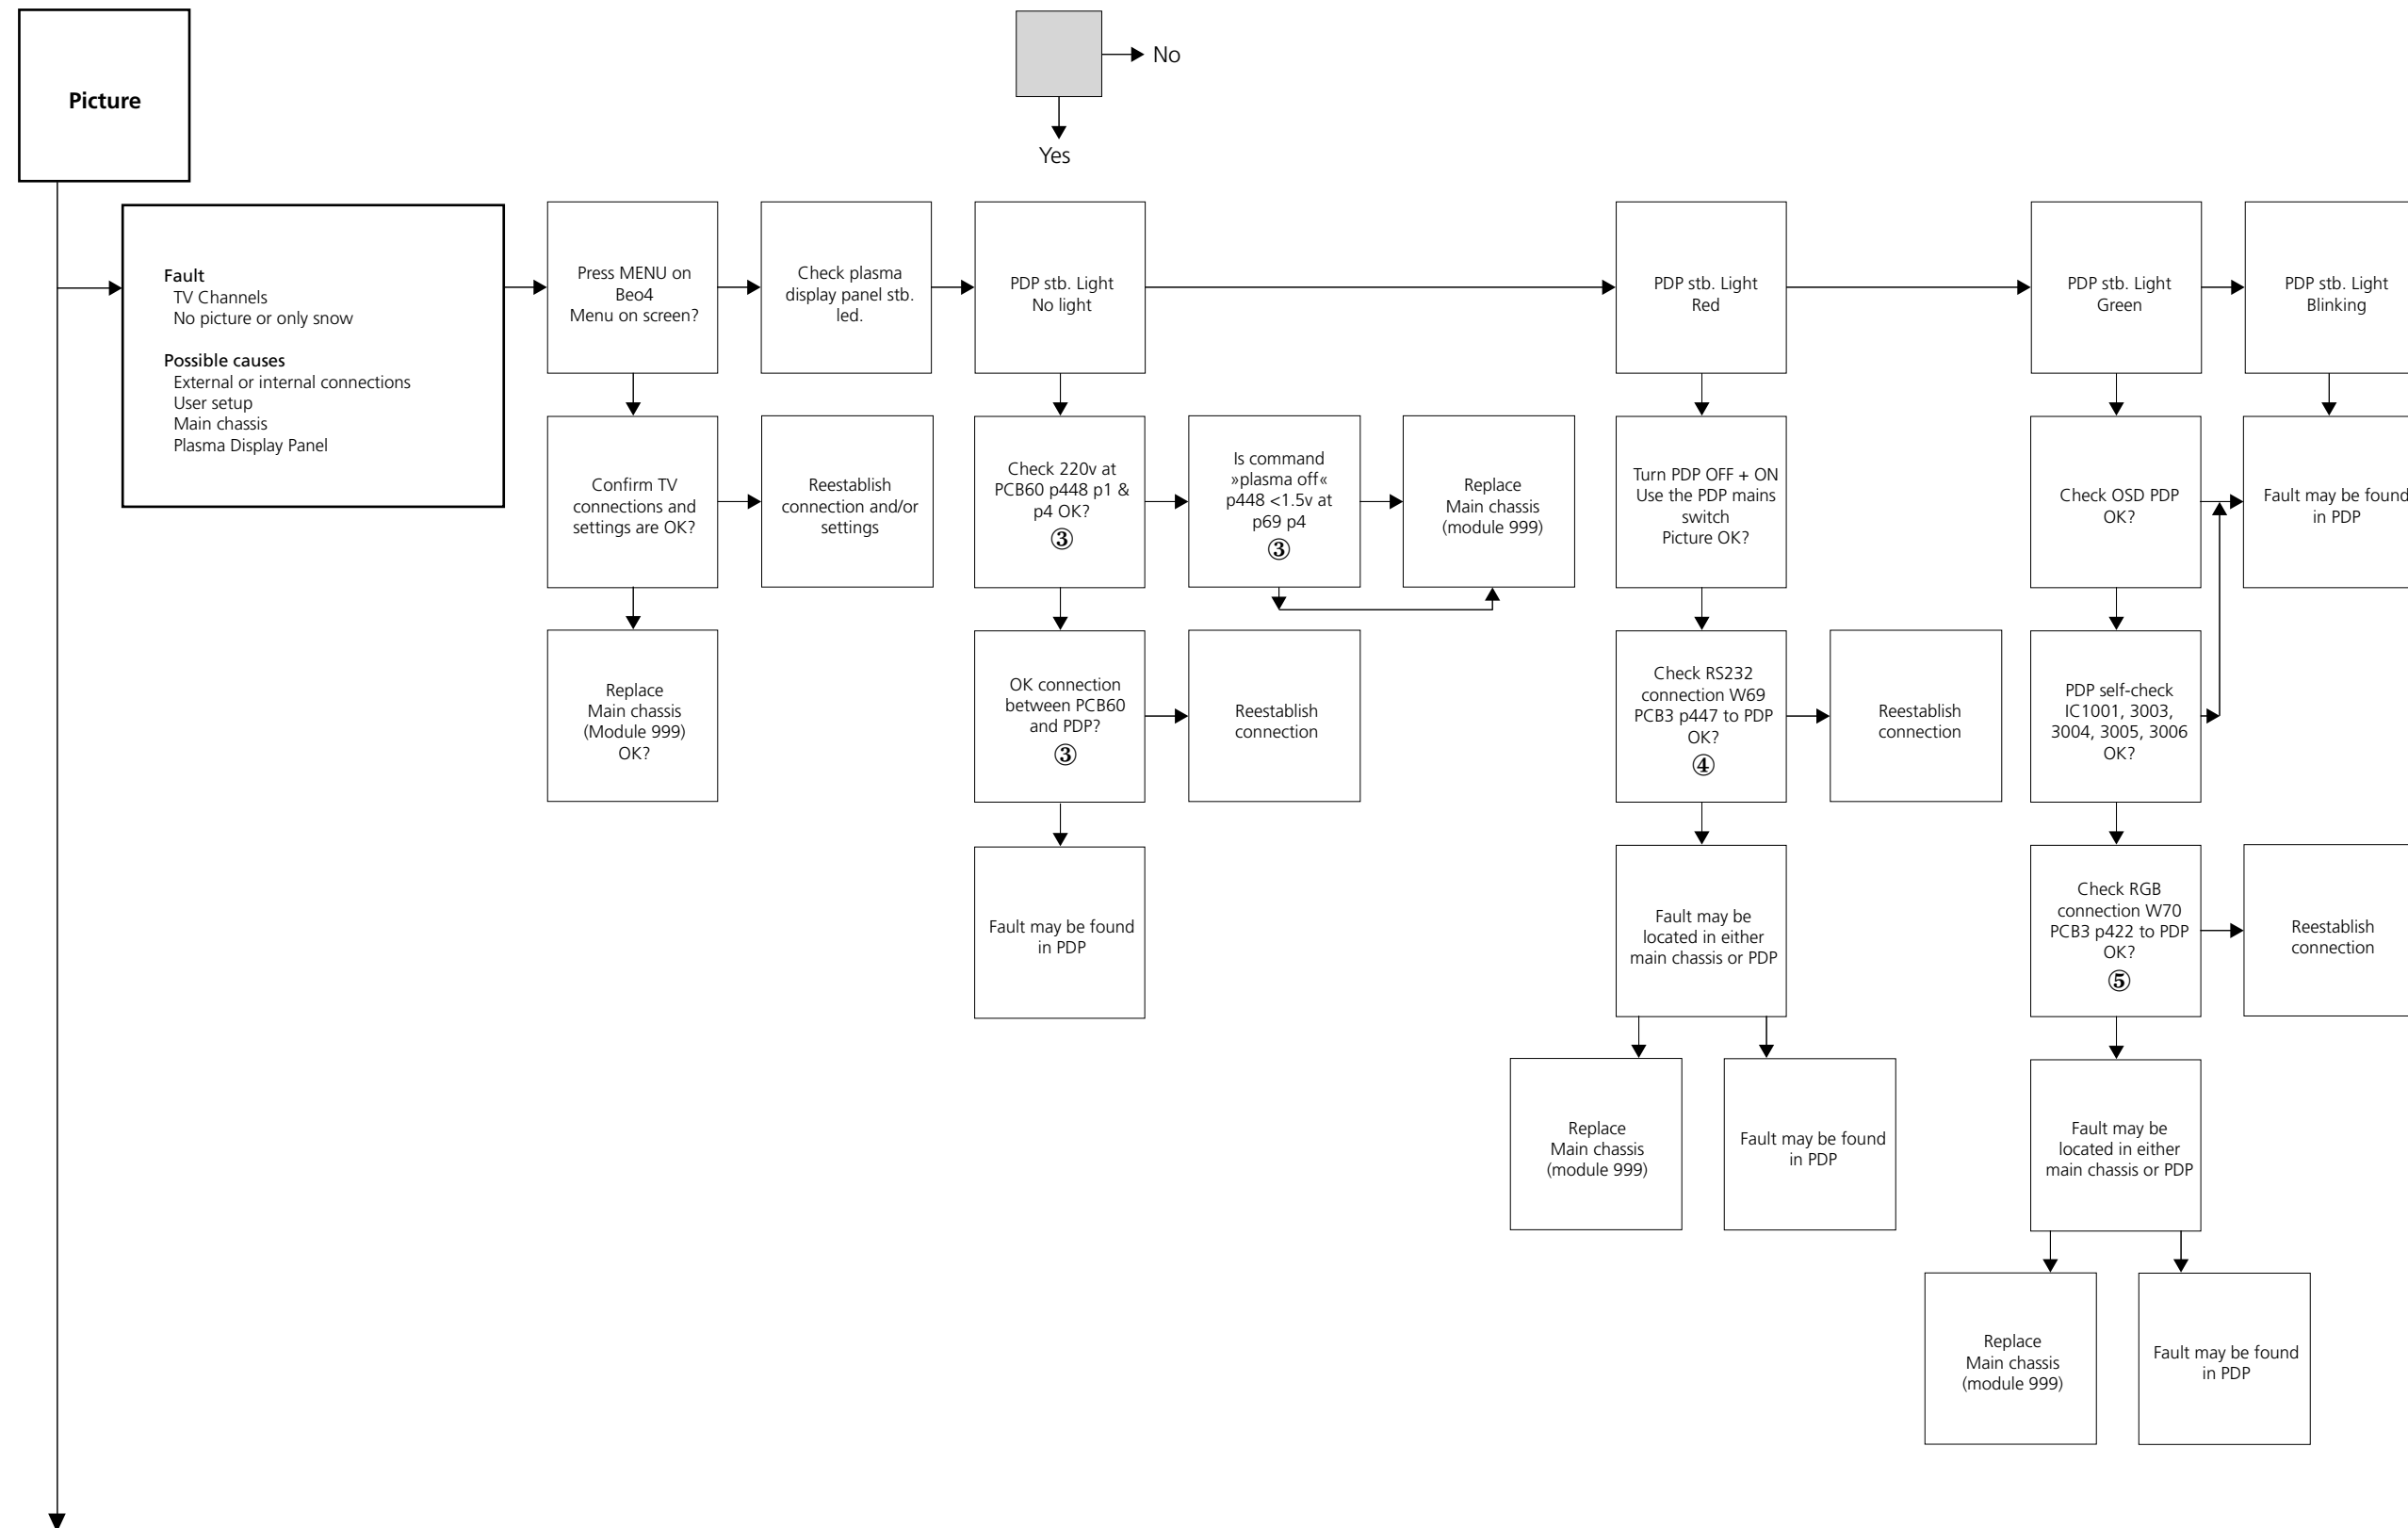 Picture
No
Yes
Fault
TV Channels
No picture or only snow
Possible causes
External or internal connections
User setup
Main chassis
Plasma Display Panel
Press MENU on
Beo4
Menu on screen?
Check plasma
display panel stb.
led.
PDP stb. Light
No light
PDP stb. Light
Red
PDP stb. Light
Green
PDP stb. Light
Blinking
Confirm TV
connections and
settings are OK?
Reestablish
connection and/or
settings
Check 220v at
PCB60 p448 p1 &
p4 OK?
③
Is command
»plasma off«
p448 <1.5v at
p69 p4
③
Replace
Main chassis
(module 999)
Turn PDP OFF + ON
Use the PDP mains
switch
Picture OK?
Check OSD PDP
OK?
Fault may be found
in PDP
Replace
Main chassis
(Module 999)
OK?
OK connection
between PCB60
and PDP?
③
Reestablish
connection
Check RS232
connection W69
PCB3 p447 to PDP
OK?
④
Reestablish
connection
PDP self-check
IC1001, 3003,
3004, 3005, 3006
OK?
Fault may be found
in PDP
Fault may be
located in either
main chassis or PDP
Check RGB
connection W70
PCB3 p422 to PDP
OK?
⑤
Reestablish
connection
Replace
Main chassis
(module 999)
Fault may be found
in PDP
Fault may be
located in either
main chassis or PDP
Replace
Main chassis
(module 999)
Fault may be found
in PDP